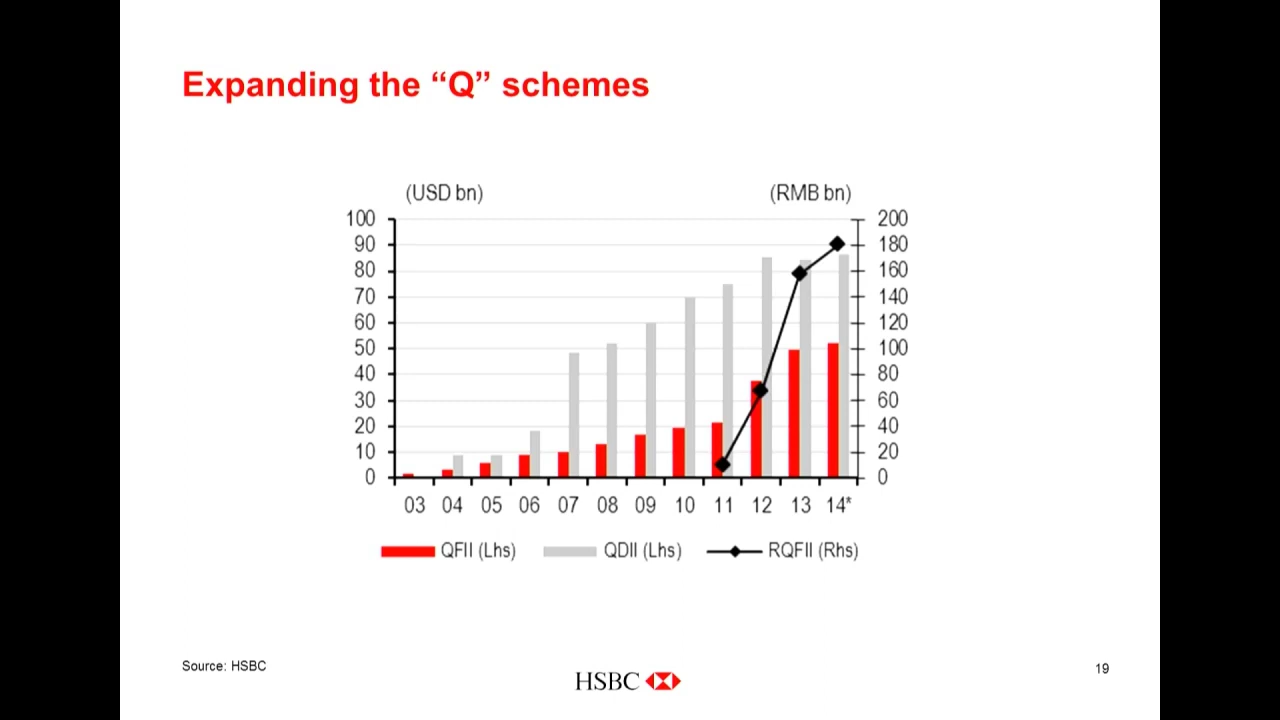 Expanding the “Q” schemes
(USD bn) (RMB bn)
100 200
90 180
80 160
70 140
60 120
50 100
40 80
30 60
20 40
10 20
0 0
03 04 05 06 07 08 09 10 11 12 13 14*
QFII (Lhs) QDII (Lhs) RQFII (Rhs)
Source: HSBC
HSBC
19